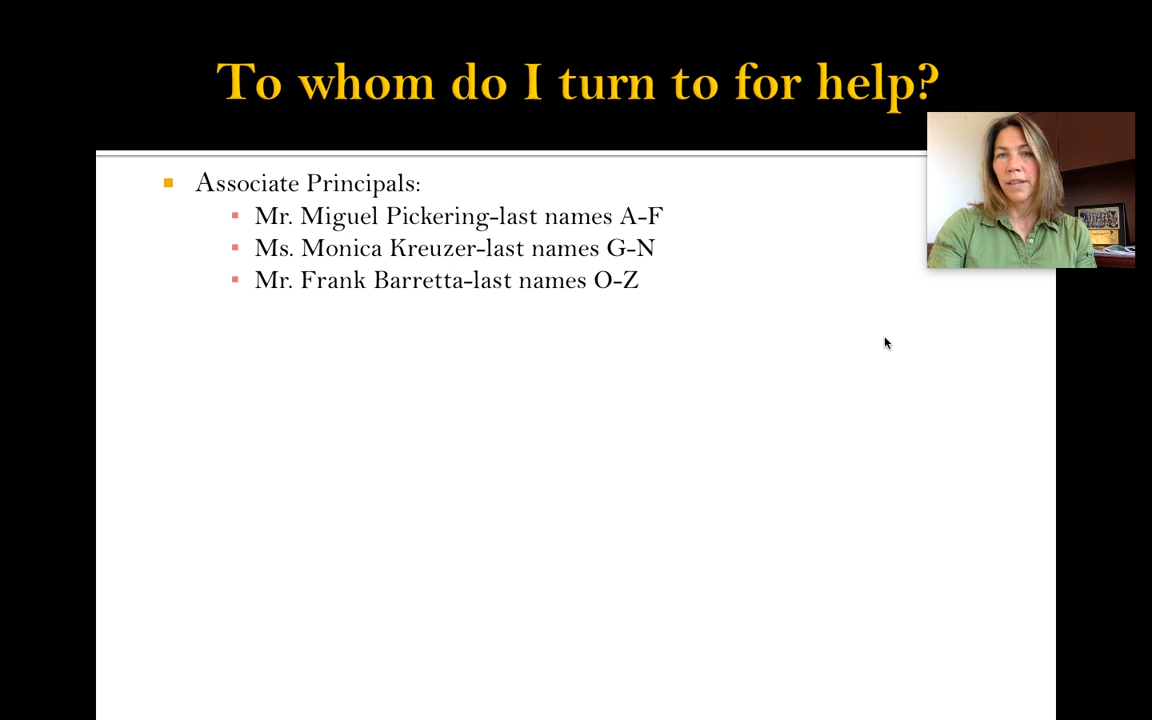 To whom do I turn to for help?
Associate Principals:
Mr. Miguel Pickering-last names A-F
Ms. Monica Kreuzer-last names G-N
Mr. Frank Barretta-last names O-Z